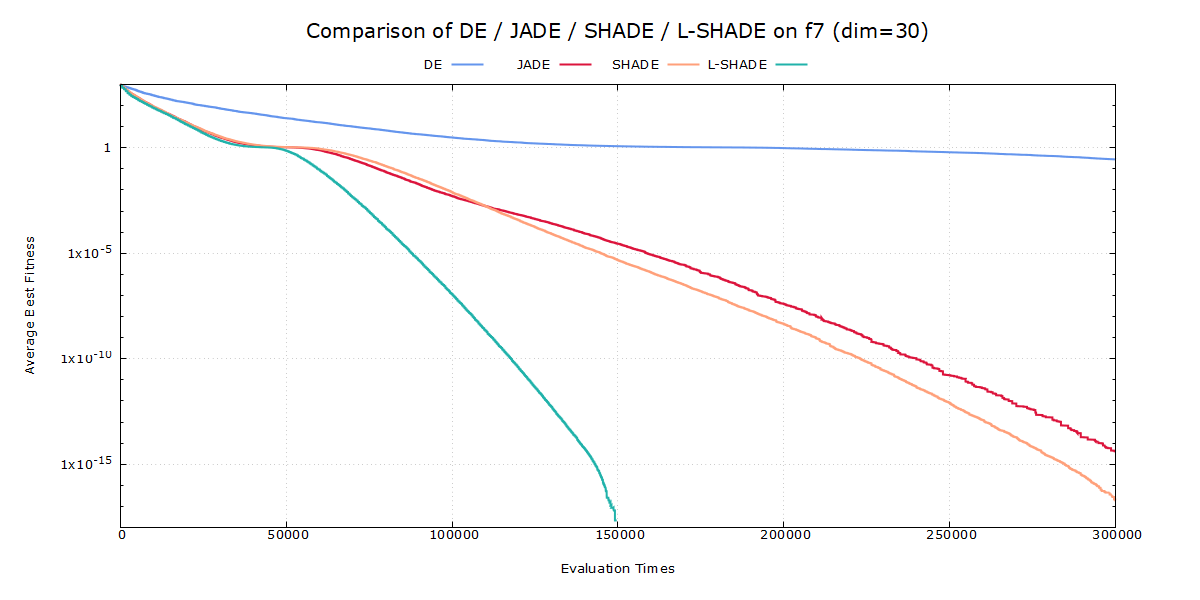 Comparison of DE / JADE / SHADE / L-SHADE on f7 (dim=30)
DE JADE SHADE L-SHADE
1
1x10^-5
1x10^-10
1x10^-15
Average Best Fitness
0 50000 100000 150000 200000 250000 300000
Evaluation Times